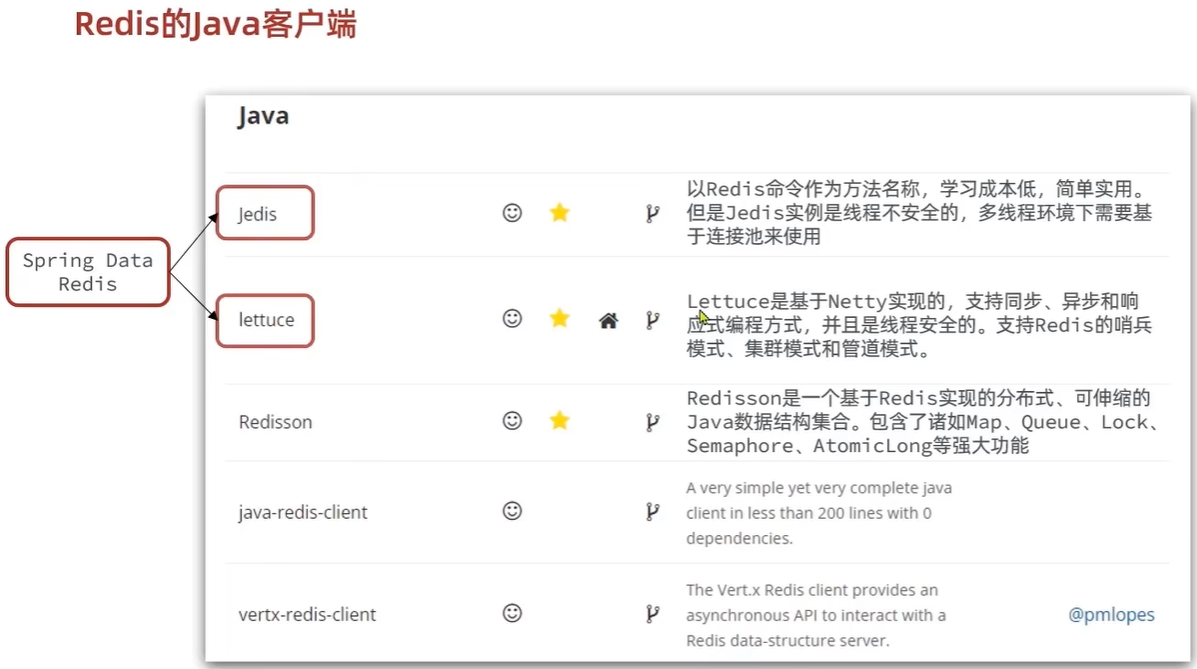 Redis的Java客户端
Java
Spring Data
Redis
Jedis
以Redis命令作为方法名称，学习成本低，简单实用。
但是Jedis实例是线程不安全的，多线程环境下需要基
于连接池来使用
lettuce
Lettuce是基于Netty实现的，支持同步、异步和响
应式编程方式，并且是线程安全的。支持Redis的哨兵
模式、集群模式和管道模式。
Redisson
Redisson是一个基于Redis实现的分布式、可伸缩的
Java数据结构集合。包含了诸如Map、Queue、Lock、
Semaphore、AtomicLong等强大功能
java-redis-client
A very simple yet very complete java
client in less than 200 lines with 0
dependencies.
vertx-redis-client
The Vert.x Redis client provides an
asynchronous API to interact with a
Redis data-structure server.
@pmlopes